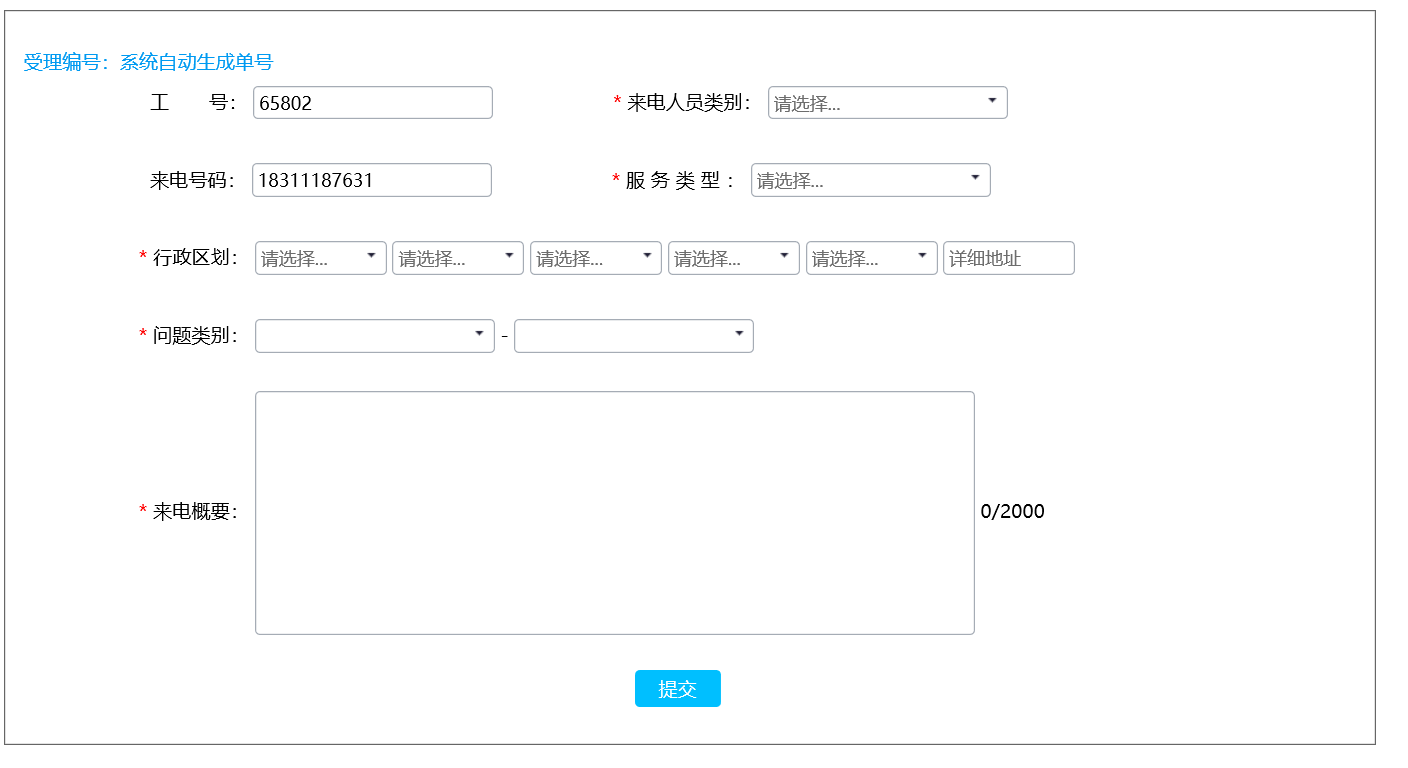 受理编号：系统自动生成单号
工 号： 65802 * 来电人员类别： 请选择...
来电号码： 18311187631 * 服 务 类 型 ： 请选择...
* 行政区划： 请选择... 请选择... 请选择... 请选择... 请选择... 详细地址
* 问题类别： -
* 来电概要： 0/2000
提交